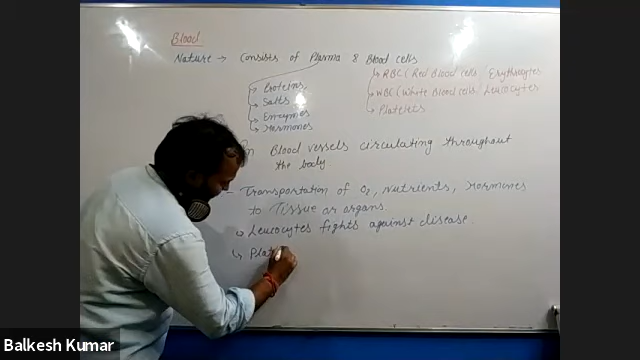 Blood
Nature → Consists of Plasma & Blood cells
Proteins,
Salts
Enzymes
Hormones
RBC (Red Blood cells / Erythrocytes
WBC (White Blood cells / Leucocytes
Platelets
In Blood vessels circulating throughout
the body
Transportation of O2, Nutrients, Hormones
to Tissue or organs.
Leucocytes fights against disease.
Plate
Balkesh Kumar